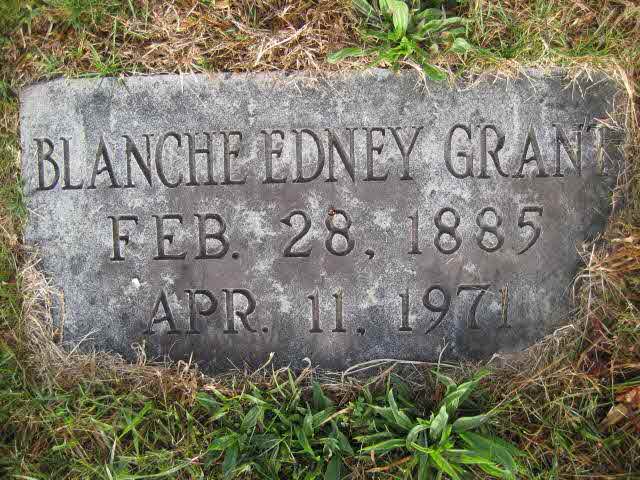 BLANCHE EDNEY GRANT
FEB. 28, 1885
APR. 11, 1971